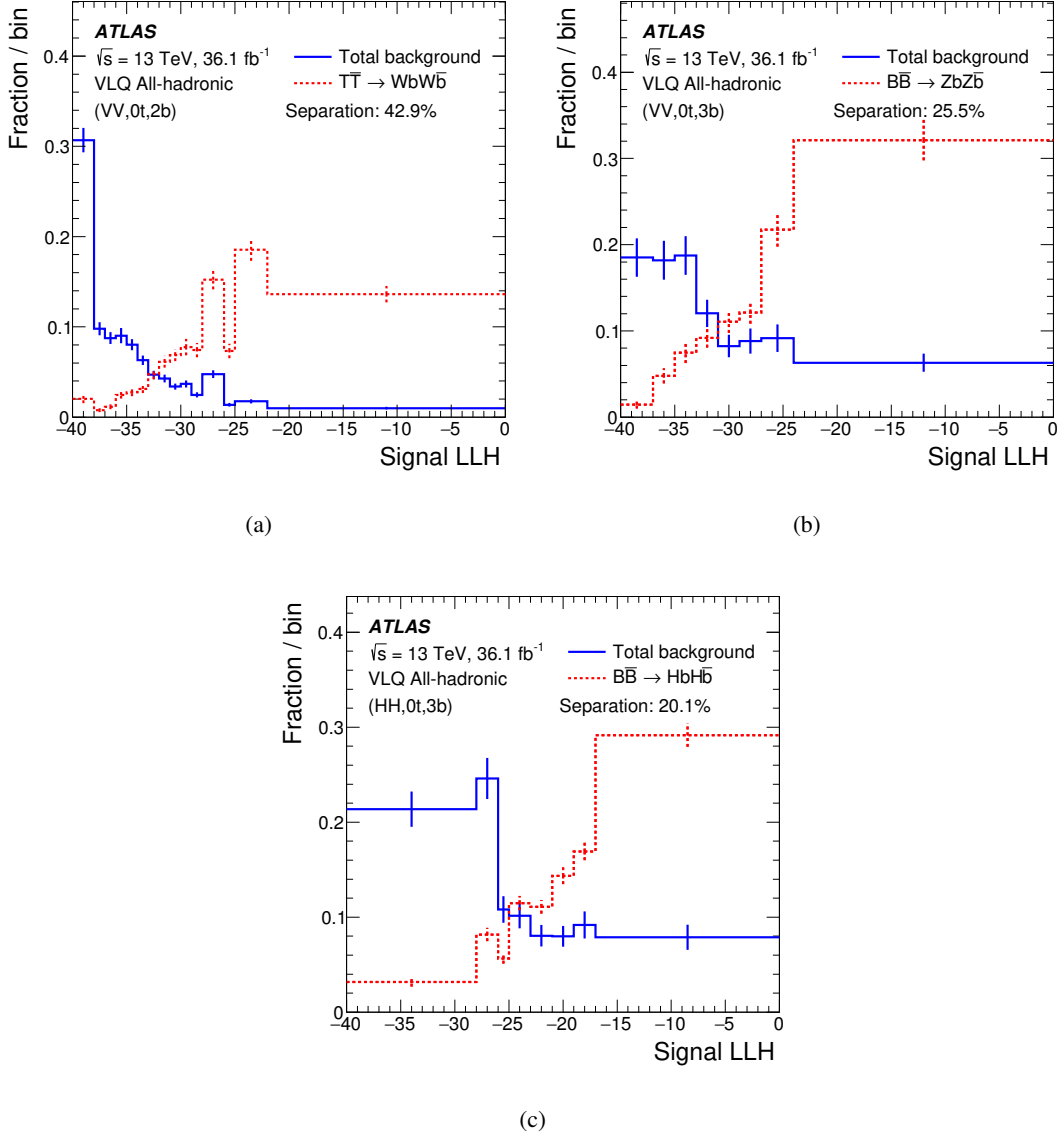 ATLAS
√s = 13 TeV, 36.1 fb⁻¹
VLQ All-hadronic
(VV,0t,2b)
Total background
TT̅ → WbWb̅
Separation: 42.9%
Fraction / bin
0.4
0.3
0.2
0.1
0
−40 −35 −30 −25 −20 −15 −10 −5 0
Signal LLH
(a)
ATLAS
√s = 13 TeV, 36.1 fb⁻¹
VLQ All-hadronic
(VV,0t,3b)
Total background
BB̅ → ZbZb̅
Separation: 25.5%
Fraction / bin
0.4
0.3
0.2
0.1
0
−40 −35 −30 −25 −20 −15 −10 −5 0
Signal LLH
(b)
ATLAS
√s = 13 TeV, 36.1 fb⁻¹
VLQ All-hadronic
(HH,0t,3b)
Total background
BB̅ → HbHb̅
Separation: 20.1%
Fraction / bin
0.4
0.3
0.2
0.1
0
−40 −35 −30 −25 −20 −15 −10 −5 0
Signal LLH
(c)